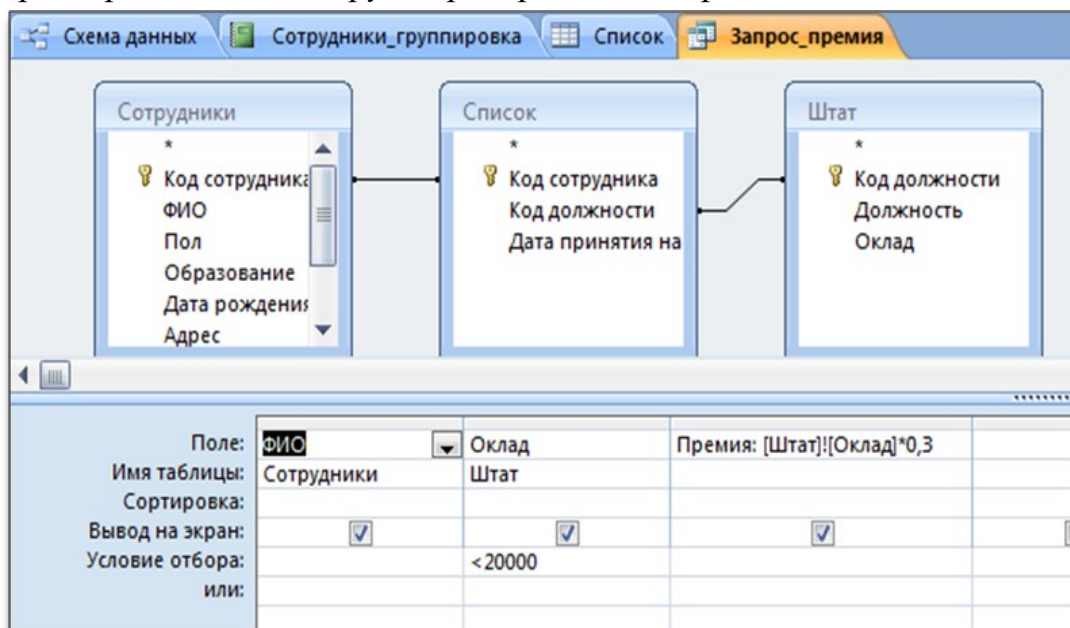 Схема данных Сотрудники_группировка Список Запрос_премия
Сотрудники Список Штат
* * *
Код сотрудника Код сотрудника Код должности
ФИО Код должности Должность
Пол Дата принятия на Оклад
Образование
Дата рождения
Адрес
Поле: ФИО Оклад Премия: [Штат]![Оклад]*0,3
Имя таблицы: Сотрудники Штат
Сортировка:
Вывод на экран:
Условие отбора: <20000
или: